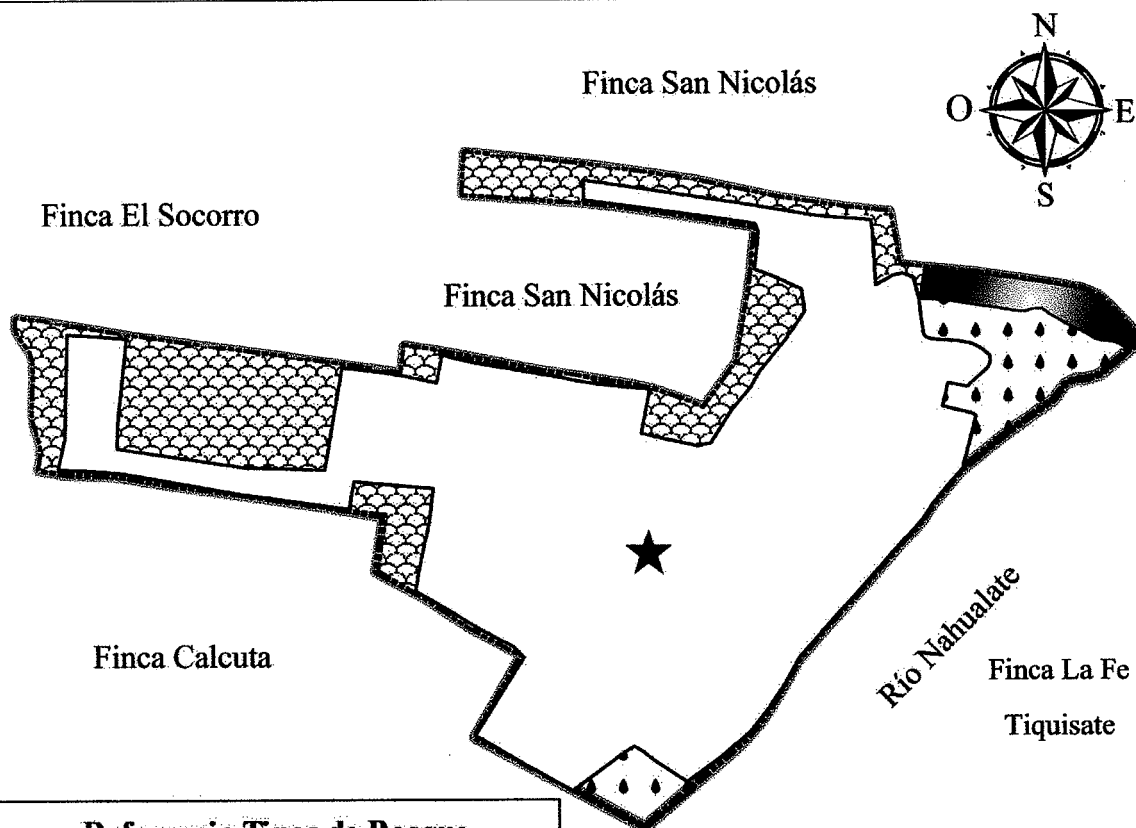 N
Finca San Nicolás
O
E
S
Finca El Socorro
Finca San Nicolás
Finca Calcuta
Río Nahualate
Finca La Fe
Tiquisate